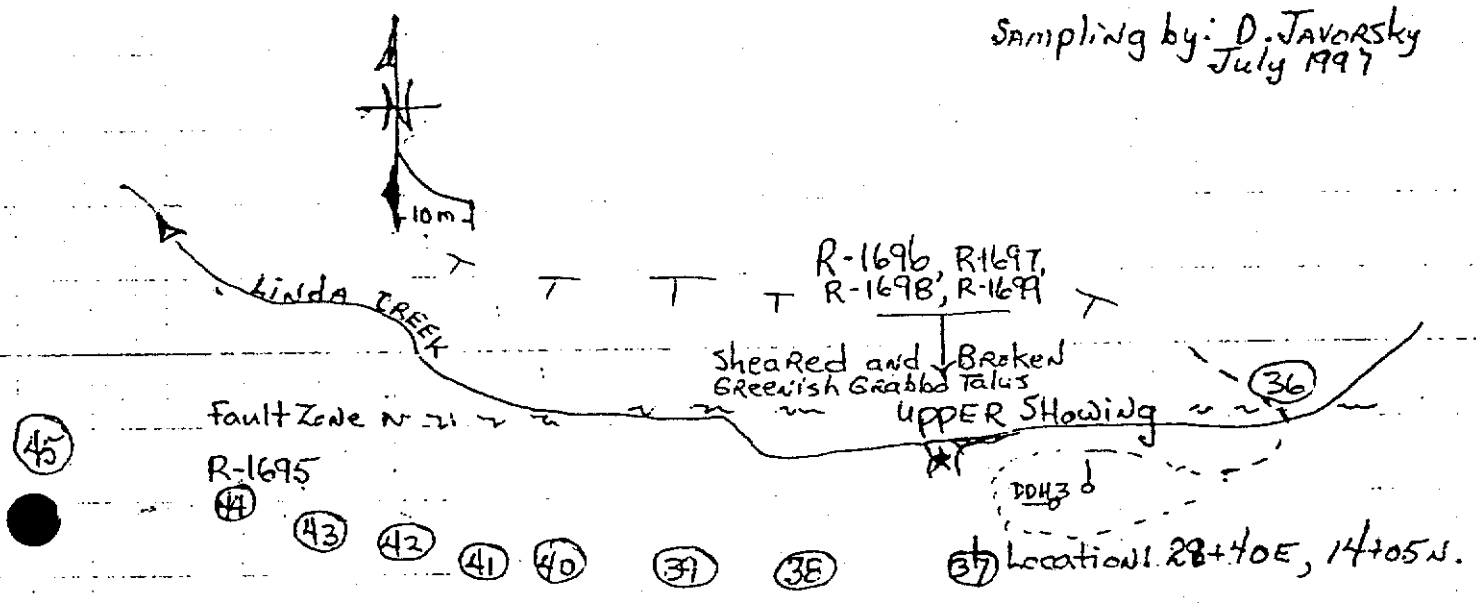 Sampling by: D. JAVORSKY
July 1997
N
10m
R-1696, R1697,
R-1698, R-1699
LINDA CREEK
SheaRed and BRoken
GReenish Grabbo Talus
Fault Zone
UPPER SHowing
36
45
R-1695
44
43
42
41
40
39
38
37
DDH3
Location: 28+40E, 14+05N.